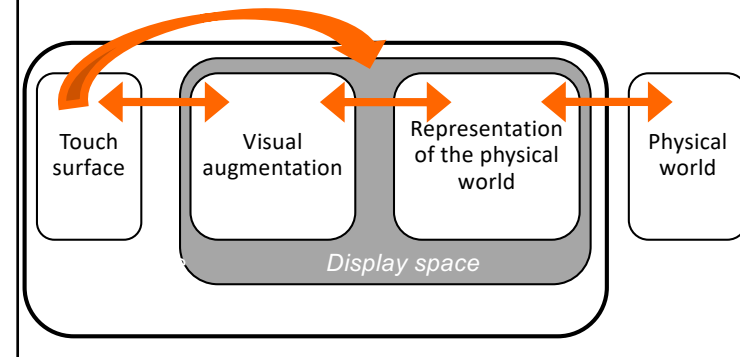 Touch
surface
Visual
augmentation
Representation
of the physical
world
Physical
world
Display space